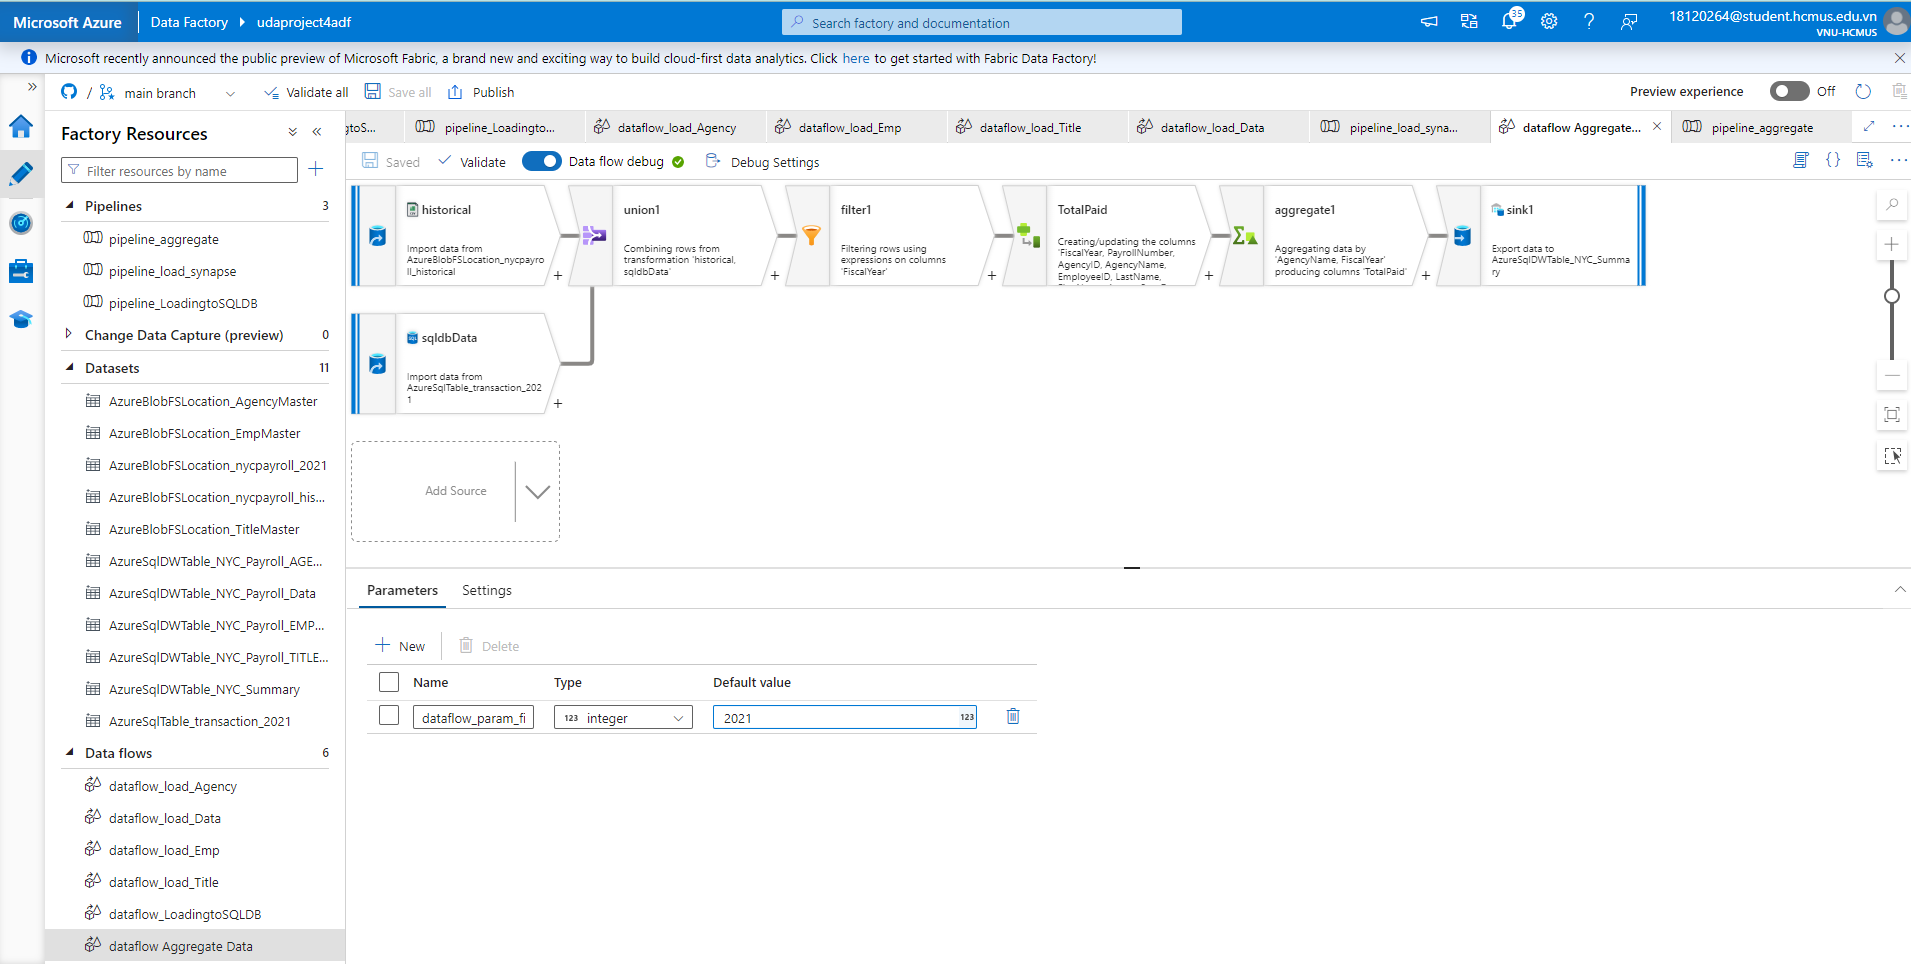 Microsoft Azure
Data Factory
udaproject4adf
Search factory and documentation
35
18120264@student.hcmus.edu.vn
VNU-HCMUS
Microsoft recently announced the public preview of Microsoft Fabric, a brand new and exciting way to build cloud-first data analytics. Click here to get started with Fabric Data Factory!
/ main branch
Validate all
Save all
Publish
Preview experience
Off
Factory Resources
Filter resources by name
Pipelines 3
pipeline_aggregate
pipeline_load_synapse
pipeline_LoadingtoSQLDB
Change Data Capture (preview) 0
Datasets 11
AzureBlobFSLocation_AgencyMaster
AzureBlobFSLocation_EmpMaster
AzureBlobFSLocation_nycpayroll_2021
AzureBlobFSLocation_nycpayroll_his...
AzureBlobFSLocation_TitleMaster
AzureSqlDWTable_NYC_Payroll_AGE...
AzureSqlDWTable_NYC_Payroll_Data
AzureSqlDWTable_NYC_Payroll_EMP...
AzureSqlDWTable_NYC_Payroll_TITLE...
AzureSqlDWTable_NYC_Summary
AzureSqlTable_transaction_2021
Data flows 6
dataflow_load_Agency
dataflow_load_Data
dataflow_load_Emp
dataflow_load_Title
dataflow_LoadingtoSQLDB
dataflow Aggregate Data
gtoS...
pipeline_Loadingto...
dataflow_load_Agency
dataflow_load_Emp
dataflow_load_Title
dataflow_load_Data
pipeline_load_syna...
dataflow Aggregate...
pipeline_aggregate
Saved
Validate
Data flow debug
Debug Settings
historical
Import data from
AzureBlobFSLocation_nycpayro
ll_historical
union1
Combining rows from
transformation 'historical,
sqldbData'
filter1
Filtering rows using
expressions on columns
'FiscalYear'
TotalPaid
Creating/updating the columns
'FiscalYear, PayrollNumber,
AgencyID, AgencyName,
EmployeeID, LastName,
aggregate1
Aggregating data by
'AgencyName, FiscalYear'
producing columns 'TotalPaid'
sink1
Export data to
AzureSqlDWTable_NYC_Summa
ry
SQL
sqldbData
Import data from
AzureSqlTable_transaction_202
1
Add Source
Parameters
Settings
New
Delete
Name
Type
Default value
dataflow_param_fi
123 integer
2021
123